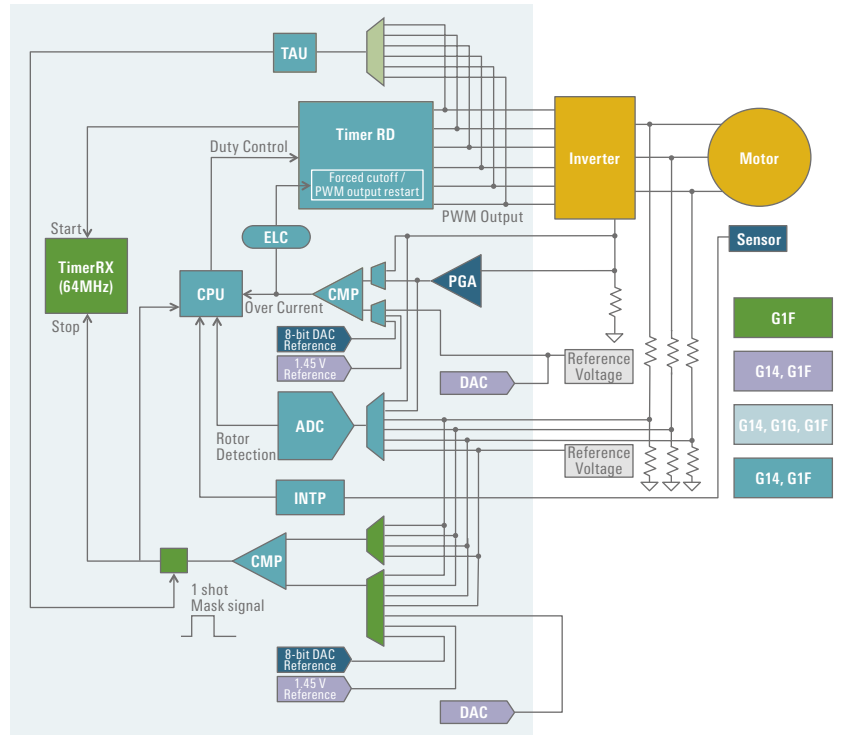 TAU
Timer RD
Duty Control
Forced cutoff /
PWM output restart
Inverter
Motor
PWM Output
Start
ELC
Sensor
TimerRX
(64MHz)
CPU
Over Current
CMP
PGA
Stop
8-bit DAC
Reference
1.45 V
Reference
DAC
Reference
Voltage
G1F
G14, G1F
G14, G1G, G1F
G14, G1F
ADC
Rotor
Detection
Reference
Voltage
INTP
CMP
1 shot
Mask signal
8-bit DAC
Reference
1.45 V
Reference
DAC